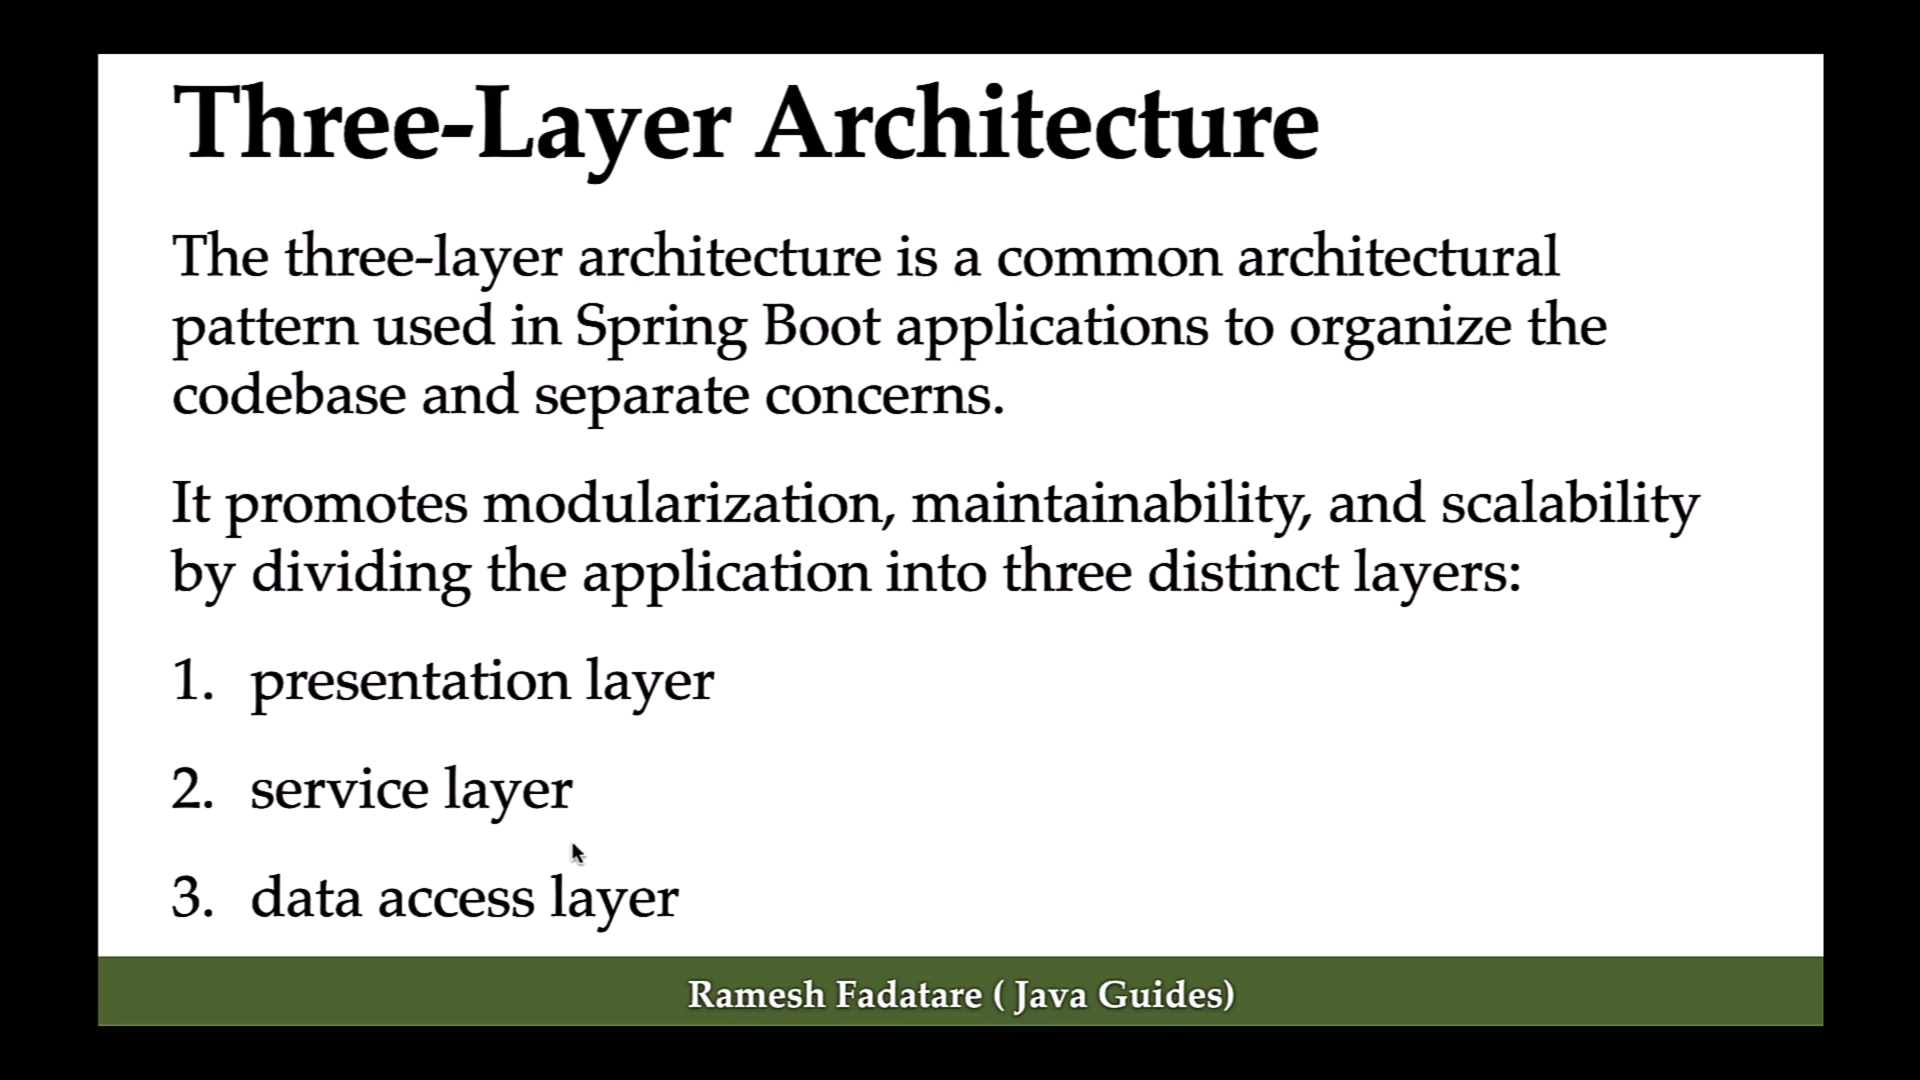 Three-Layer Architecture
The three-layer architecture is a common architectural
pattern used in Spring Boot applications to organize the
codebase and separate concerns.
It promotes modularization, maintainability, and scalability
by dividing the application into three distinct layers:
1. presentation layer
2. service layer
3. data access layer
Ramesh Fadatare ( Java Guides)